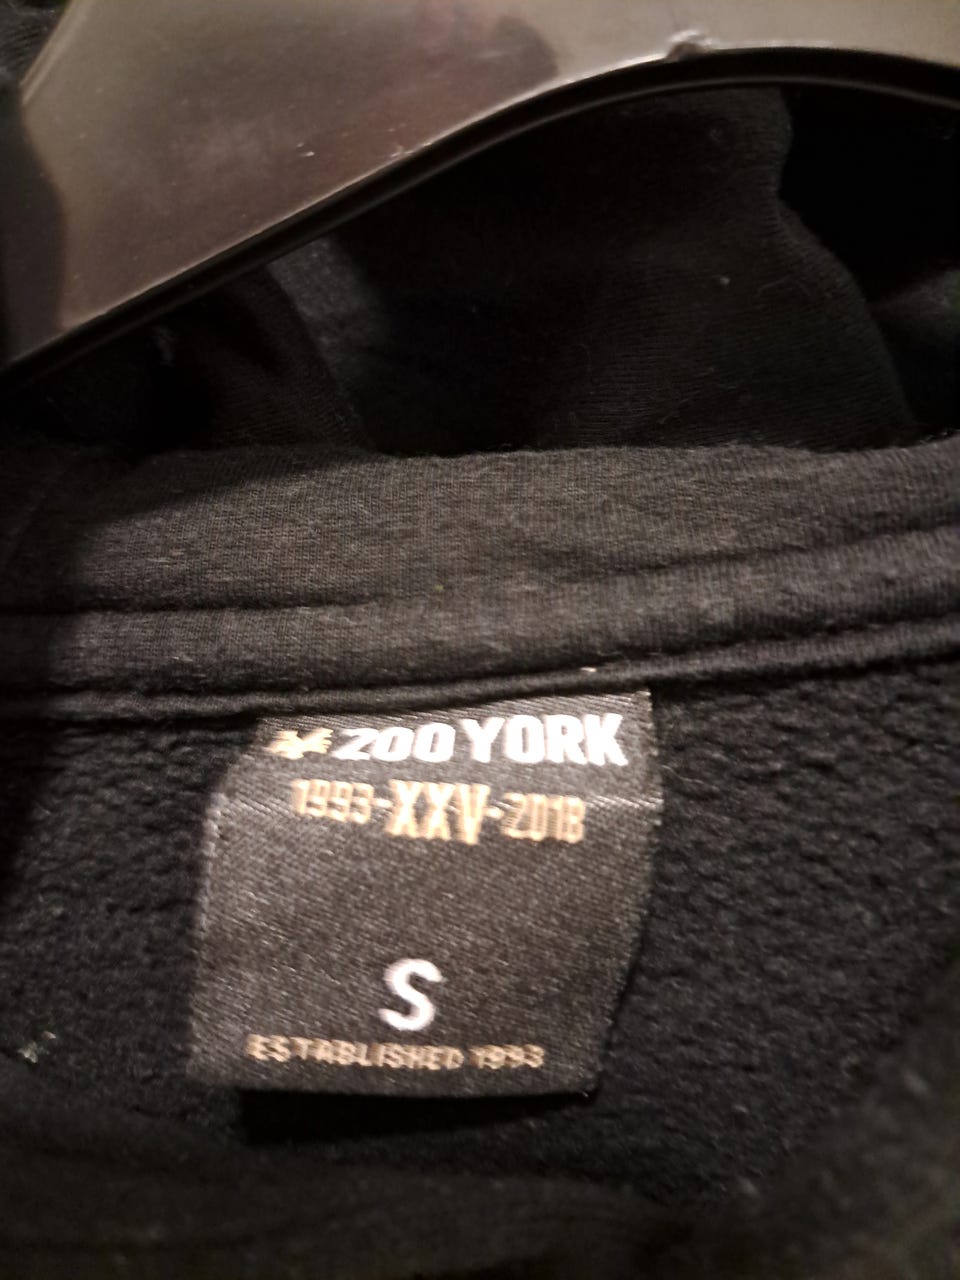 ZOO YORK
1993-XXV-2018
S
ESTABLISHED 1993